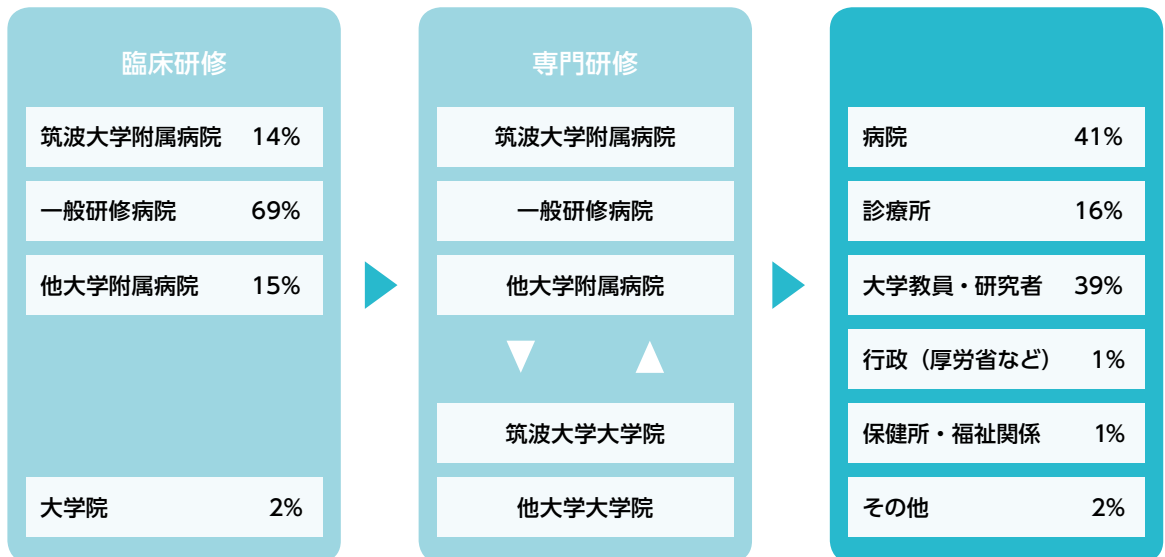 臨床研修
筑波大学附属病院 14%
一般研修病院 69%
他大学附属病院 15%
大学院 2%
専門研修
筑波大学附属病院
一般研修病院
他大学附属病院
筑波大学大学院
他大学大学院
病院 41%
診療所 16%
大学教員・研究者 39%
行政（厚労省など） 1%
保健所・福祉関係 1%
その他 2%